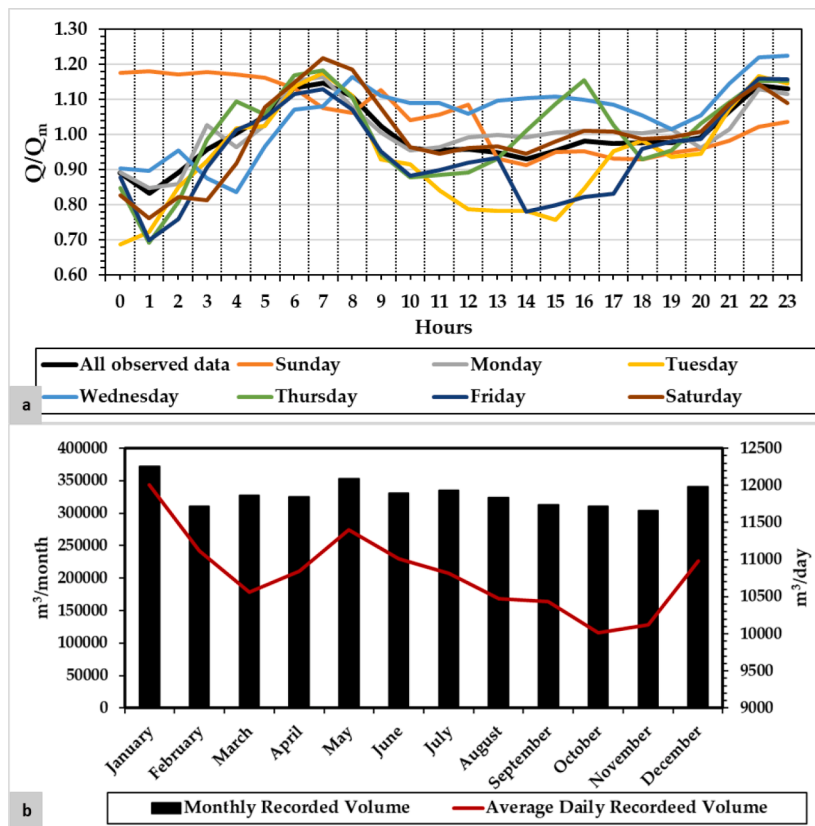 1.30
1.20
1.10
1.00
0.90
0.80
0.70
0.60
Q/Qm
0 1 2 3 4 5 6 7 8 9 10 11 12 13 14 15 16 17 18 19 20 21 22 23
Hours
All observed data Sunday Monday Tuesday
Wednesday Thursday Friday Saturday
a
400000
350000
300000
250000
200000
150000
100000
50000
0
m³/month
12500
12000
11500
11000
10500
10000
9500
9000
m³/day
January February March April May June July August September October November December
Monthly Recorded Volume Average Daily Recordeed Volume
b